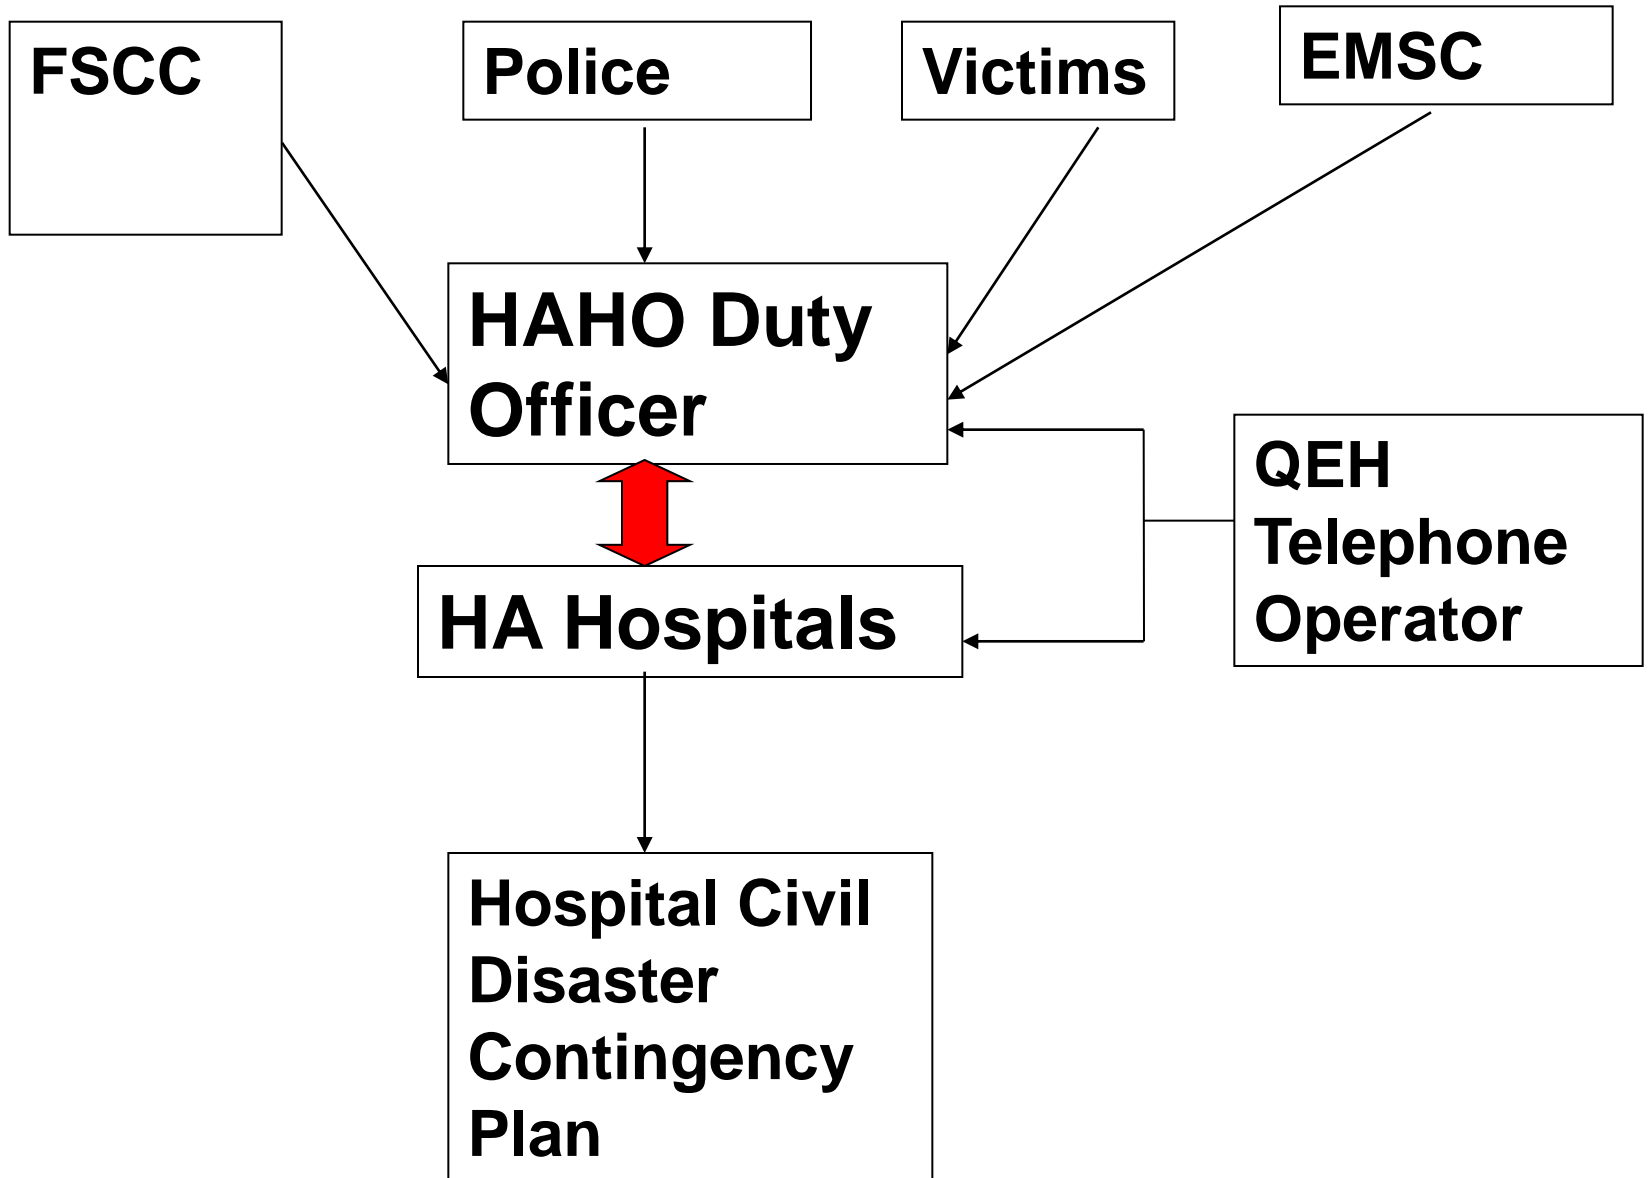 FSCC
Police
Victims
EMSC
HAHO Duty
Officer
QEH
Telephone
Operator
HA Hospitals
Hospital Civil
Disaster
Contingency
Plan